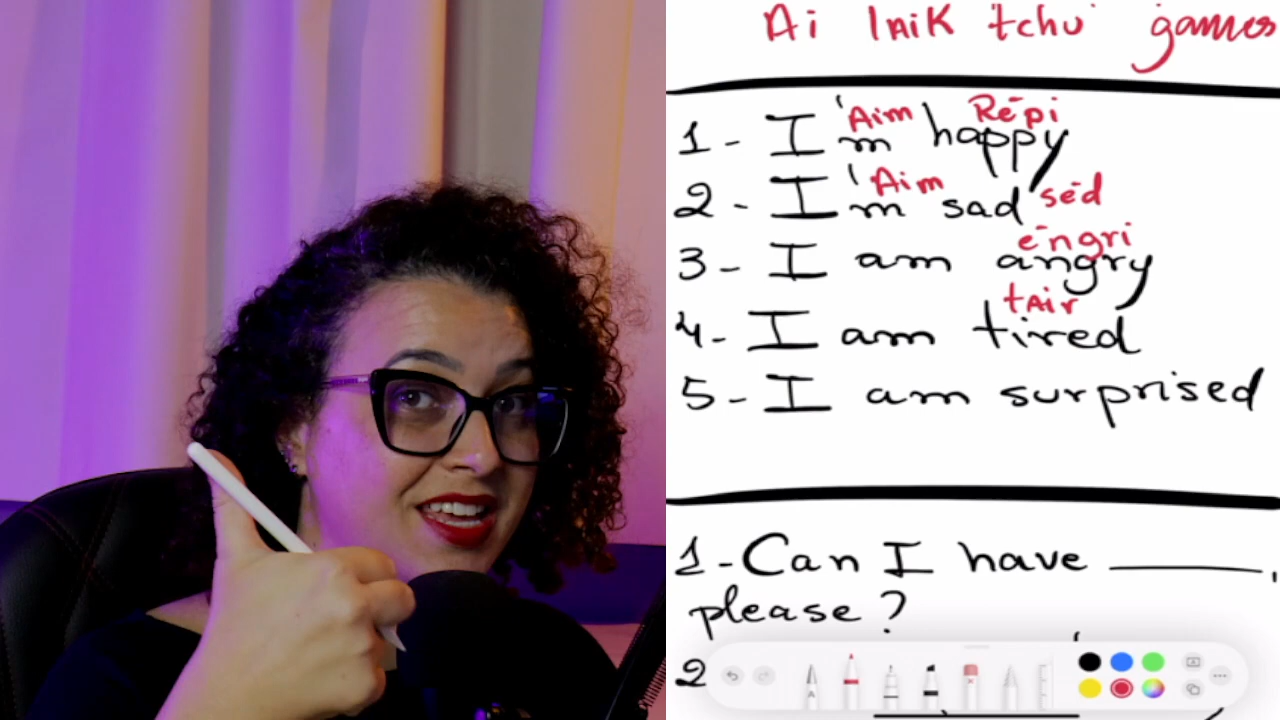 Ai lAiK 'tchu' games
'Aim Répi
1- I'm happy
'Aim séd
2- I'm sad
éngri
3- I am angry
tAir
4- I am tired
5- I am surprised
1- Can I have ______,
please?
2